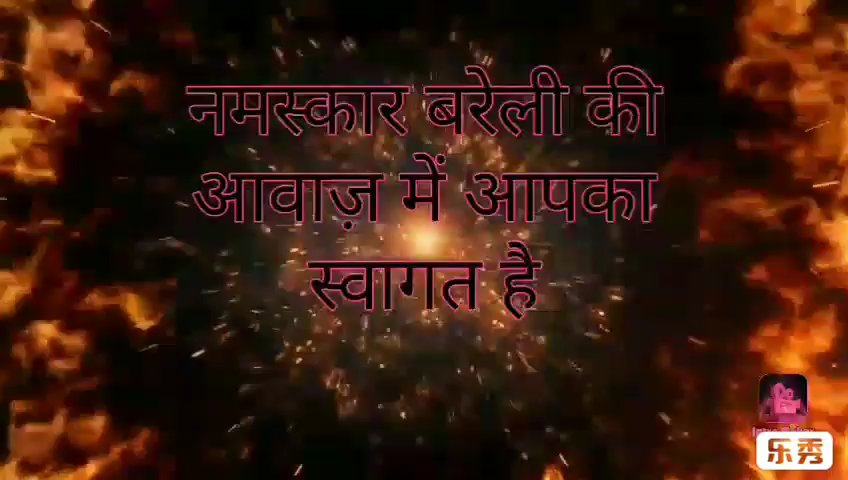 नमस्कार बरेली की
आवाज़ में आपका
स्वागत है
乐秀